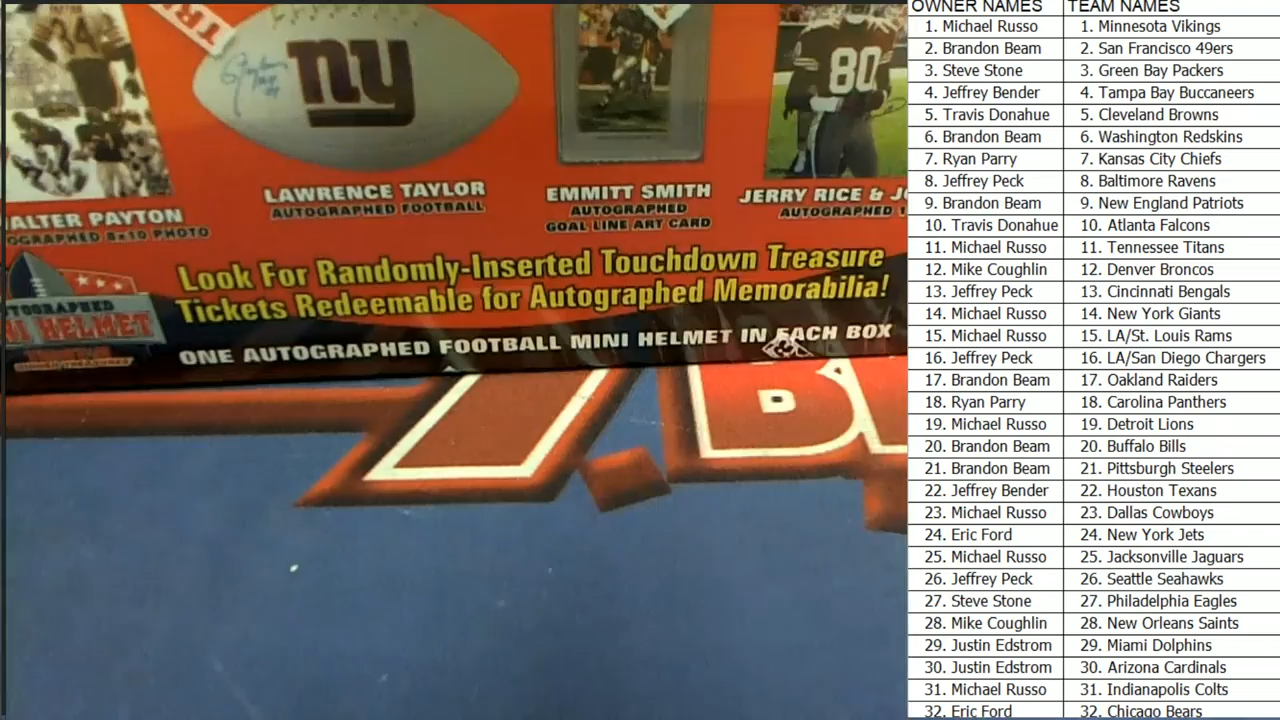 ny
80
ALTER PAYTON
OGRAPHED 8x10 PHOTO
LAWRENCE TAYLOR
AUTOGRAPHED FOOTBALL
EMMITT SMITH
AUTOGRAPHED
GOAL LINE ART CARD
JERRY RICE & JO
AUTOGRAPHED 1
Look For Randomly-Inserted Touchdown Treasure
Tickets Redeemable for Autographed Memorabilia!
UTOGRAPHED
NI HELMET
ONE AUTOGRAPHED FOOTBALL MINI HELMET IN EACH BOX
OWNER NAMES TEAM NAMES
1. Michael Russo 1. Minnesota Vikings
2. Brandon Beam 2. San Francisco 49ers
3. Steve Stone 3. Green Bay Packers
4. Jeffrey Bender 4. Tampa Bay Buccaneers
5. Travis Donahue 5. Cleveland Browns
6. Brandon Beam 6. Washington Redskins
7. Ryan Parry 7. Kansas City Chiefs
8. Jeffrey Peck 8. Baltimore Ravens
9. Brandon Beam 9. New England Patriots
10. Travis Donahue 10. Atlanta Falcons
11. Michael Russo 11. Tennessee Titans
12. Mike Coughlin 12. Denver Broncos
13. Jeffrey Peck 13. Cincinnati Bengals
14. Michael Russo 14. New York Giants
15. Michael Russo 15. LA/St. Louis Rams
16. Jeffrey Peck 16. LA/San Diego Chargers
17. Brandon Beam 17. Oakland Raiders
18. Ryan Parry 18. Carolina Panthers
19. Michael Russo 19. Detroit Lions
20. Brandon Beam 20. Buffalo Bills
21. Brandon Beam 21. Pittsburgh Steelers
22. Jeffrey Bender 22. Houston Texans
23. Michael Russo 23. Dallas Cowboys
24. Eric Ford 24. New York Jets
25. Michael Russo 25. Jacksonville Jaguars
26. Jeffrey Peck 26. Seattle Seahawks
27. Steve Stone 27. Philadelphia Eagles
28. Mike Coughlin 28. New Orleans Saints
29. Justin Edstrom 29. Miami Dolphins
30. Justin Edstrom 30. Arizona Cardinals
31. Michael Russo 31. Indianapolis Colts
32. Eric Ford 32. Chicago Bears